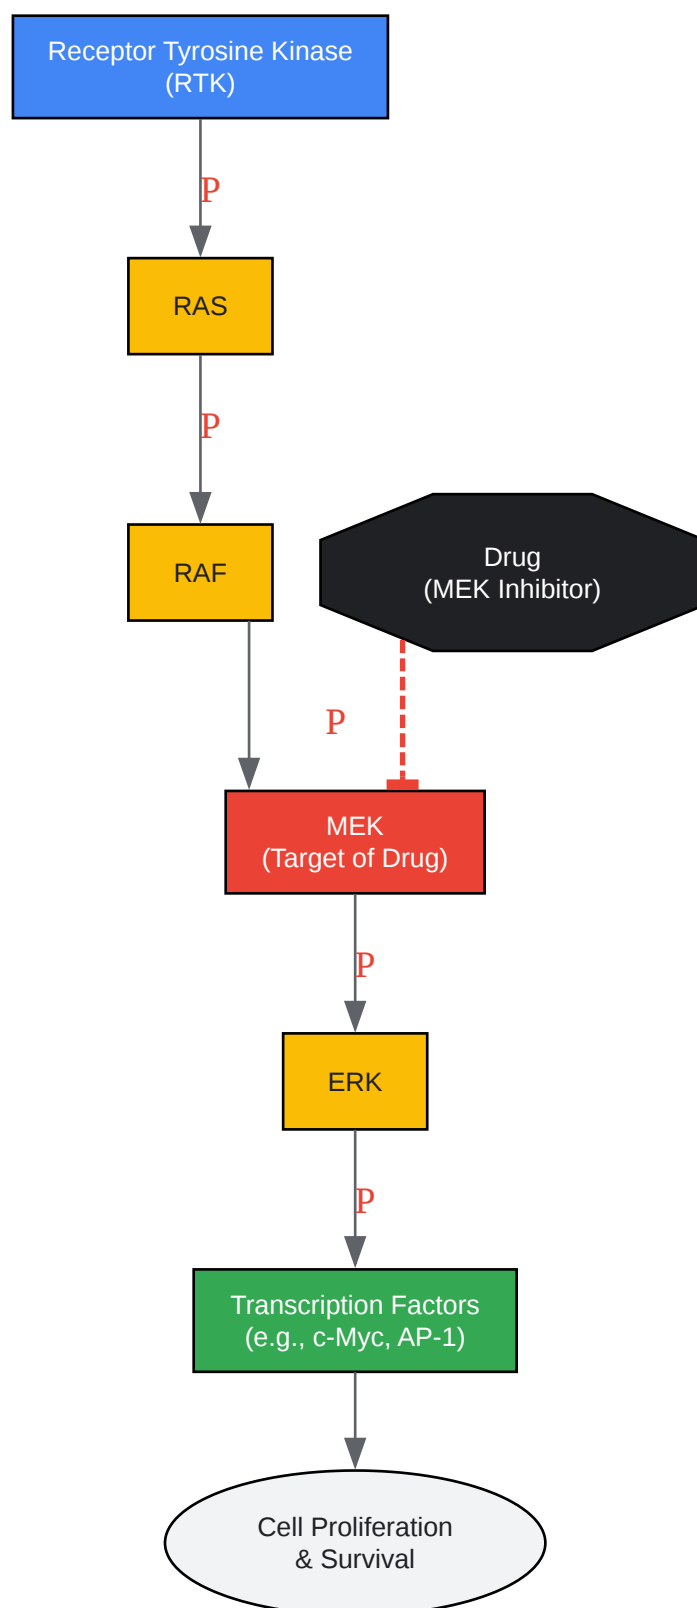 Receptor Tyrosine Kinase
(RTK)
P
RAS
P
RAF
Drug
(MEK Inhibitor)
P
MEK
(Target of Drug)
P
ERK
P
Transcription Factors
(e.g., c-Myc, AP-1)
Cell Proliferation
& Survival